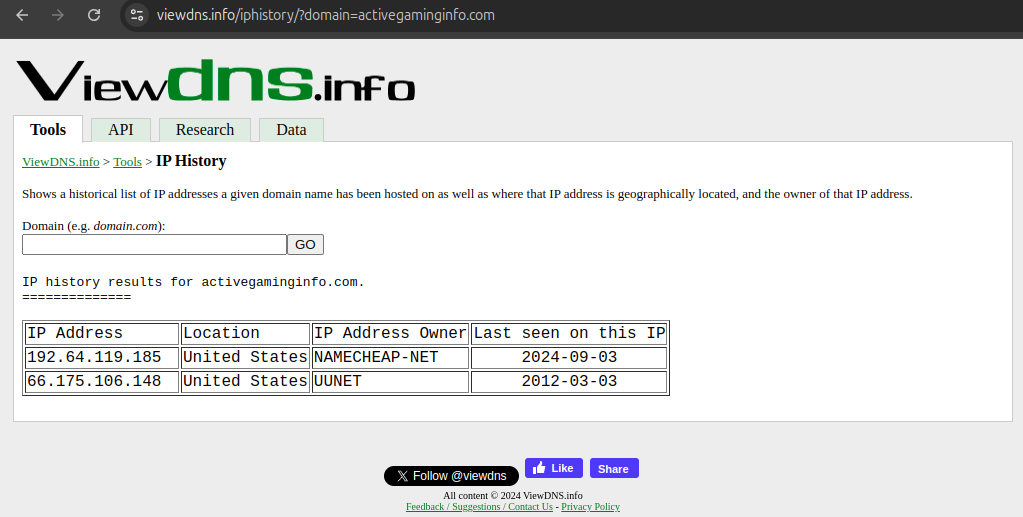 viewdns.info/iphistory/?domain=activegaminginfo.com
Viewdns.info
Tools API Research Data
ViewDNS.info > Tools > IP History
Shows a historical list of IP addresses a given domain name has been hosted on as well as where that IP address is geographically located, and the owner of that IP address.
Domain (e.g. domain.com):
GO
IP history results for activegaminginfo.com.
==============
IP Address Location IP Address Owner Last seen on this IP
192.64.119.185 United States NAMECHEAP-NET 2024-09-03
66.175.106.148 United States UUNET 2012-03-03
X Follow @viewdns Like Share
All content © 2024 ViewDNS.info
Feedback / Suggestions / Contact Us - Privacy Policy